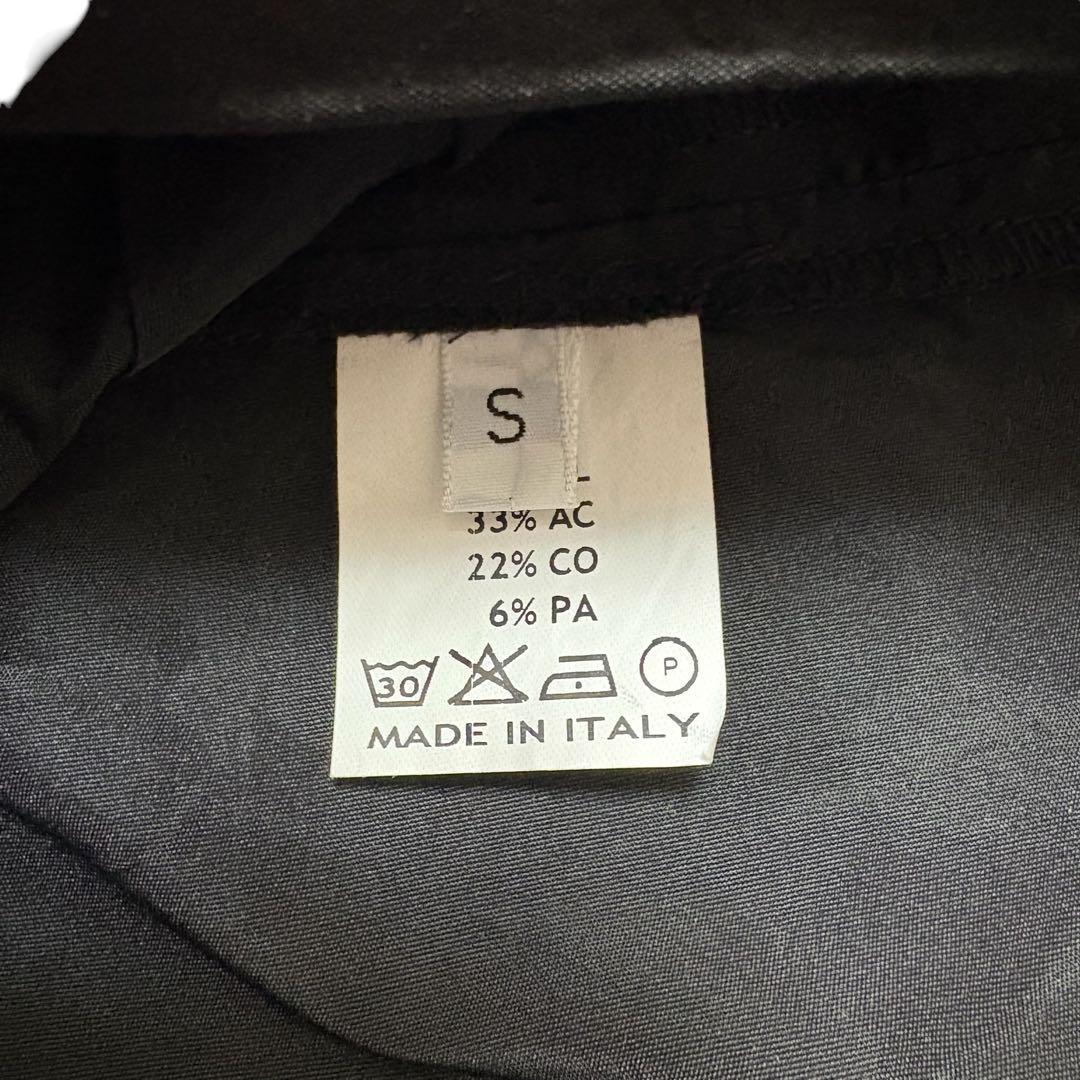 S
33% AC
22% CO
6% PA
30 P
MADE IN ITALY